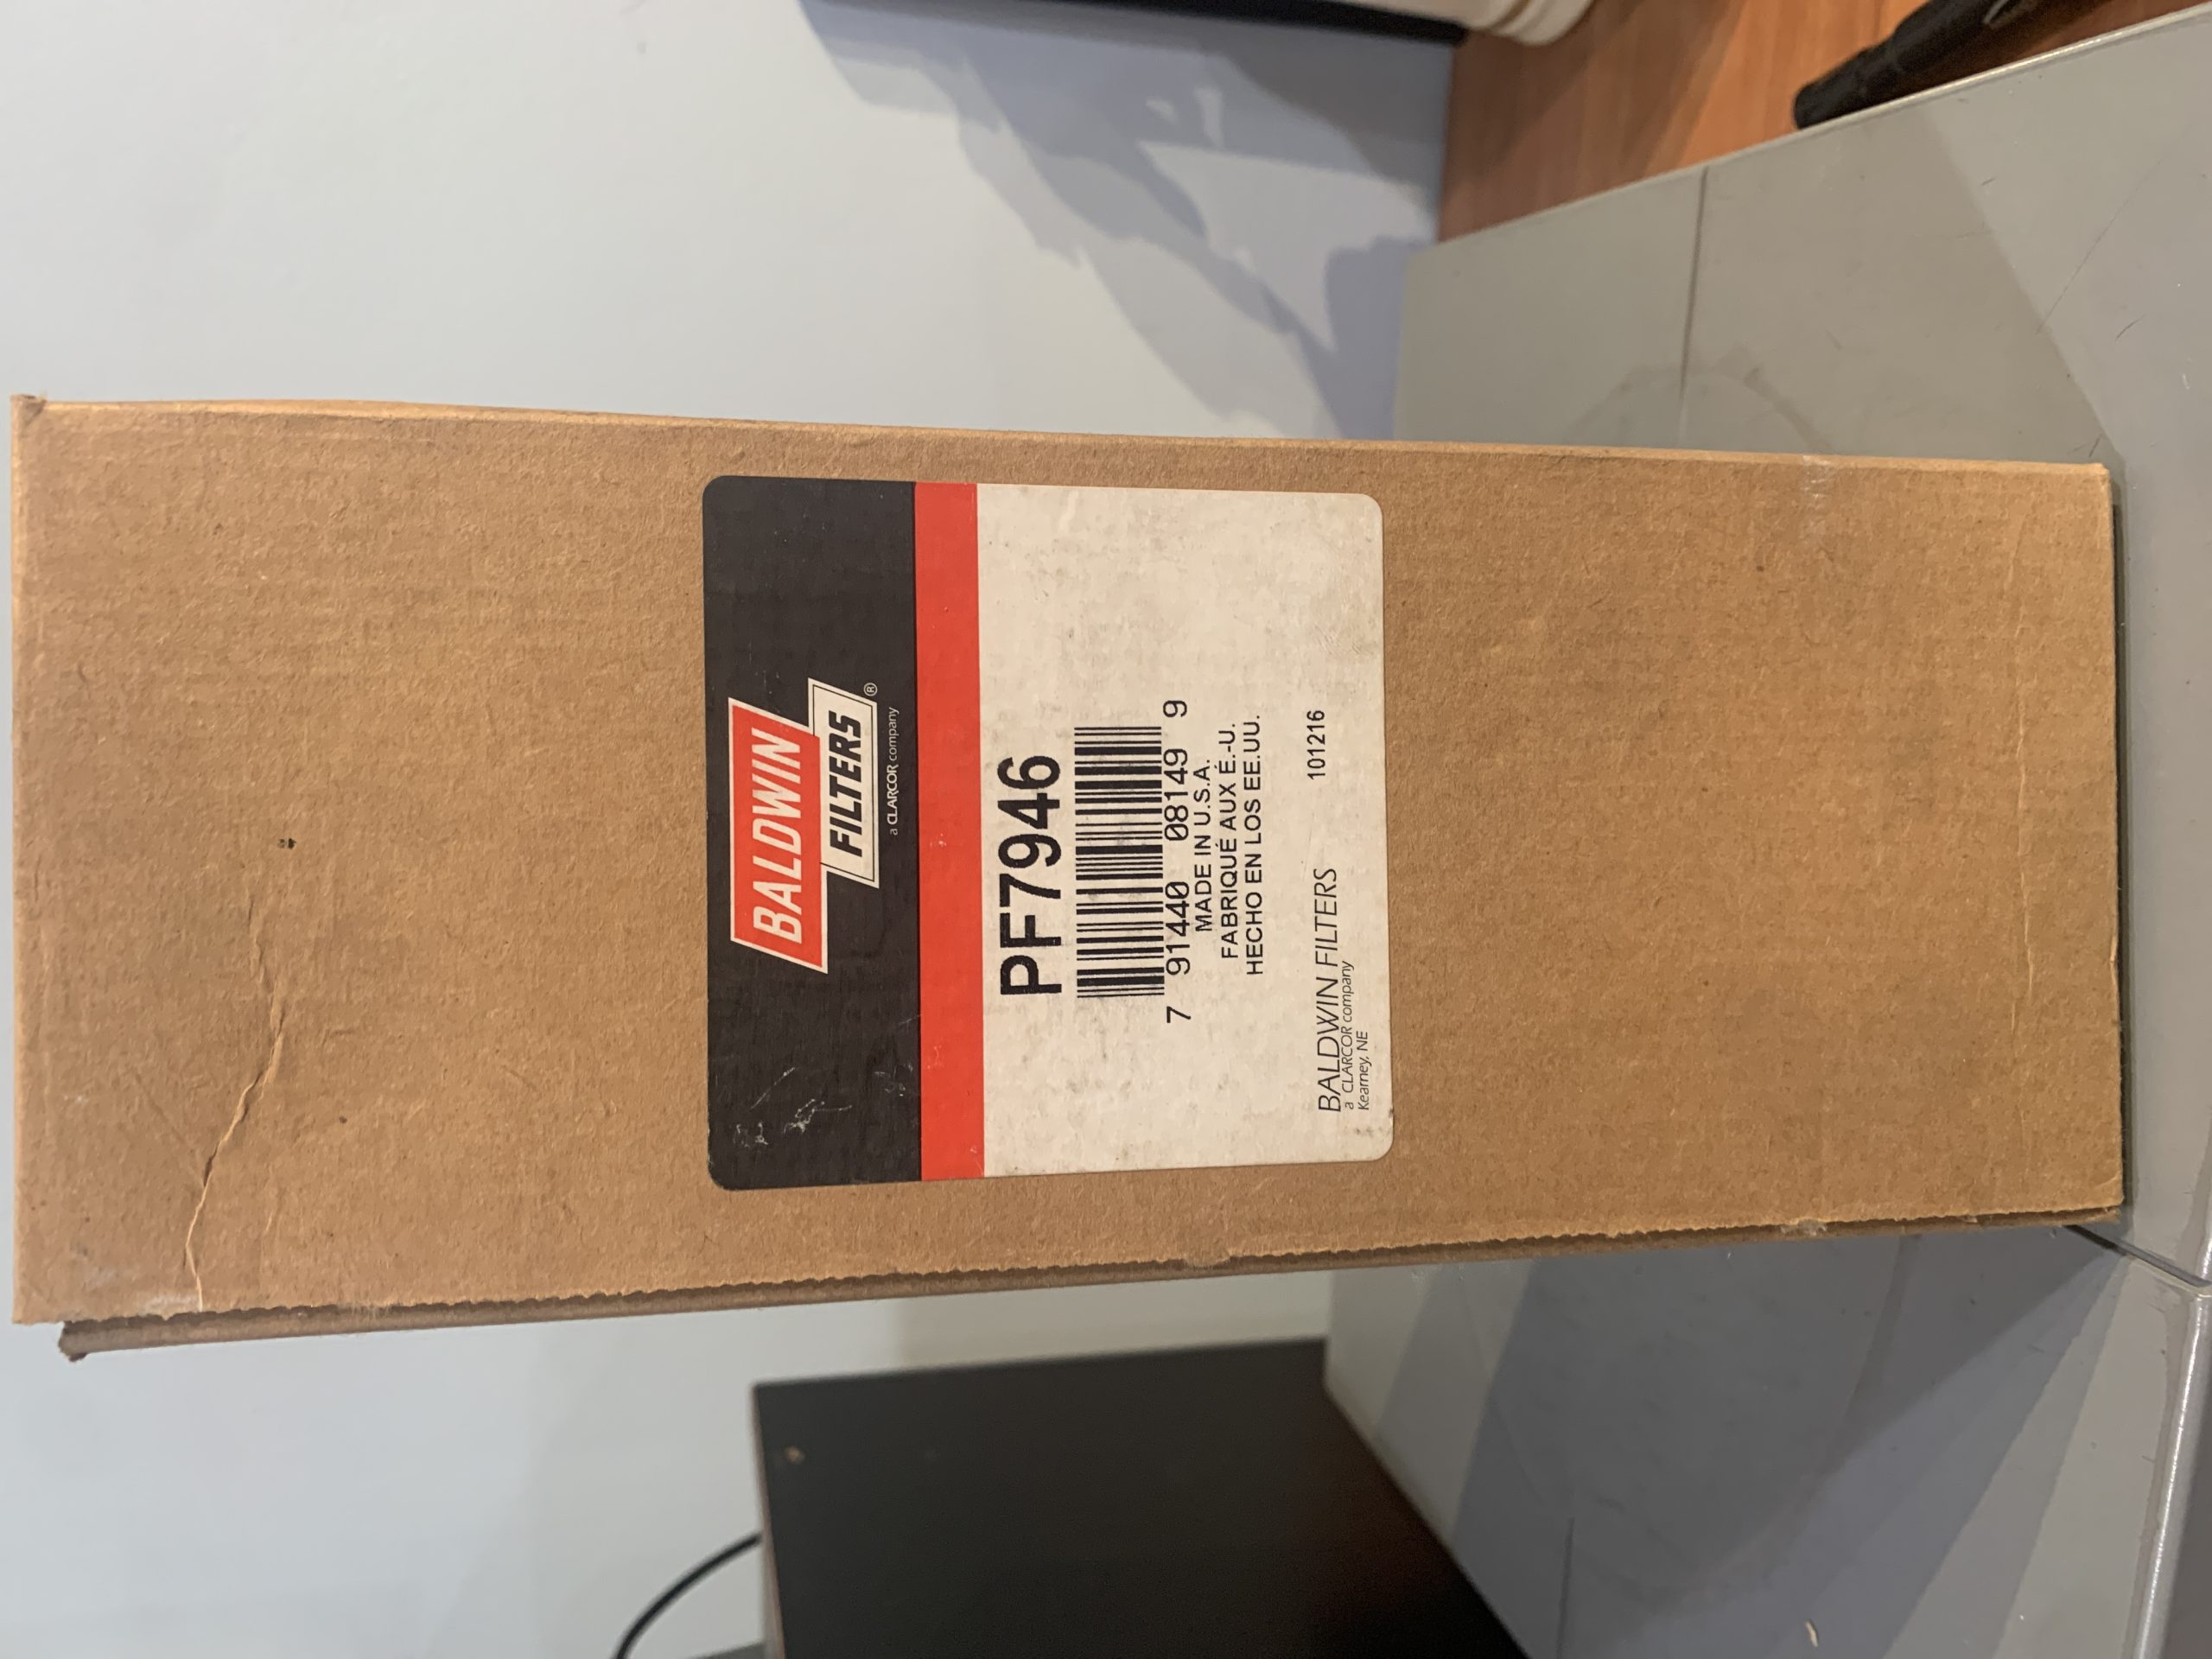 BALDWIN
FILTERS®
a CLARCOR company
PF7946
7 91440 08149 9
MADE IN U.S.A.
FABRIQUÉ AUX É.-U.
HECHO EN LOS EE.UU.
BALDWIN FILTERS 101216
a CLARCOR company
Kearney, NE